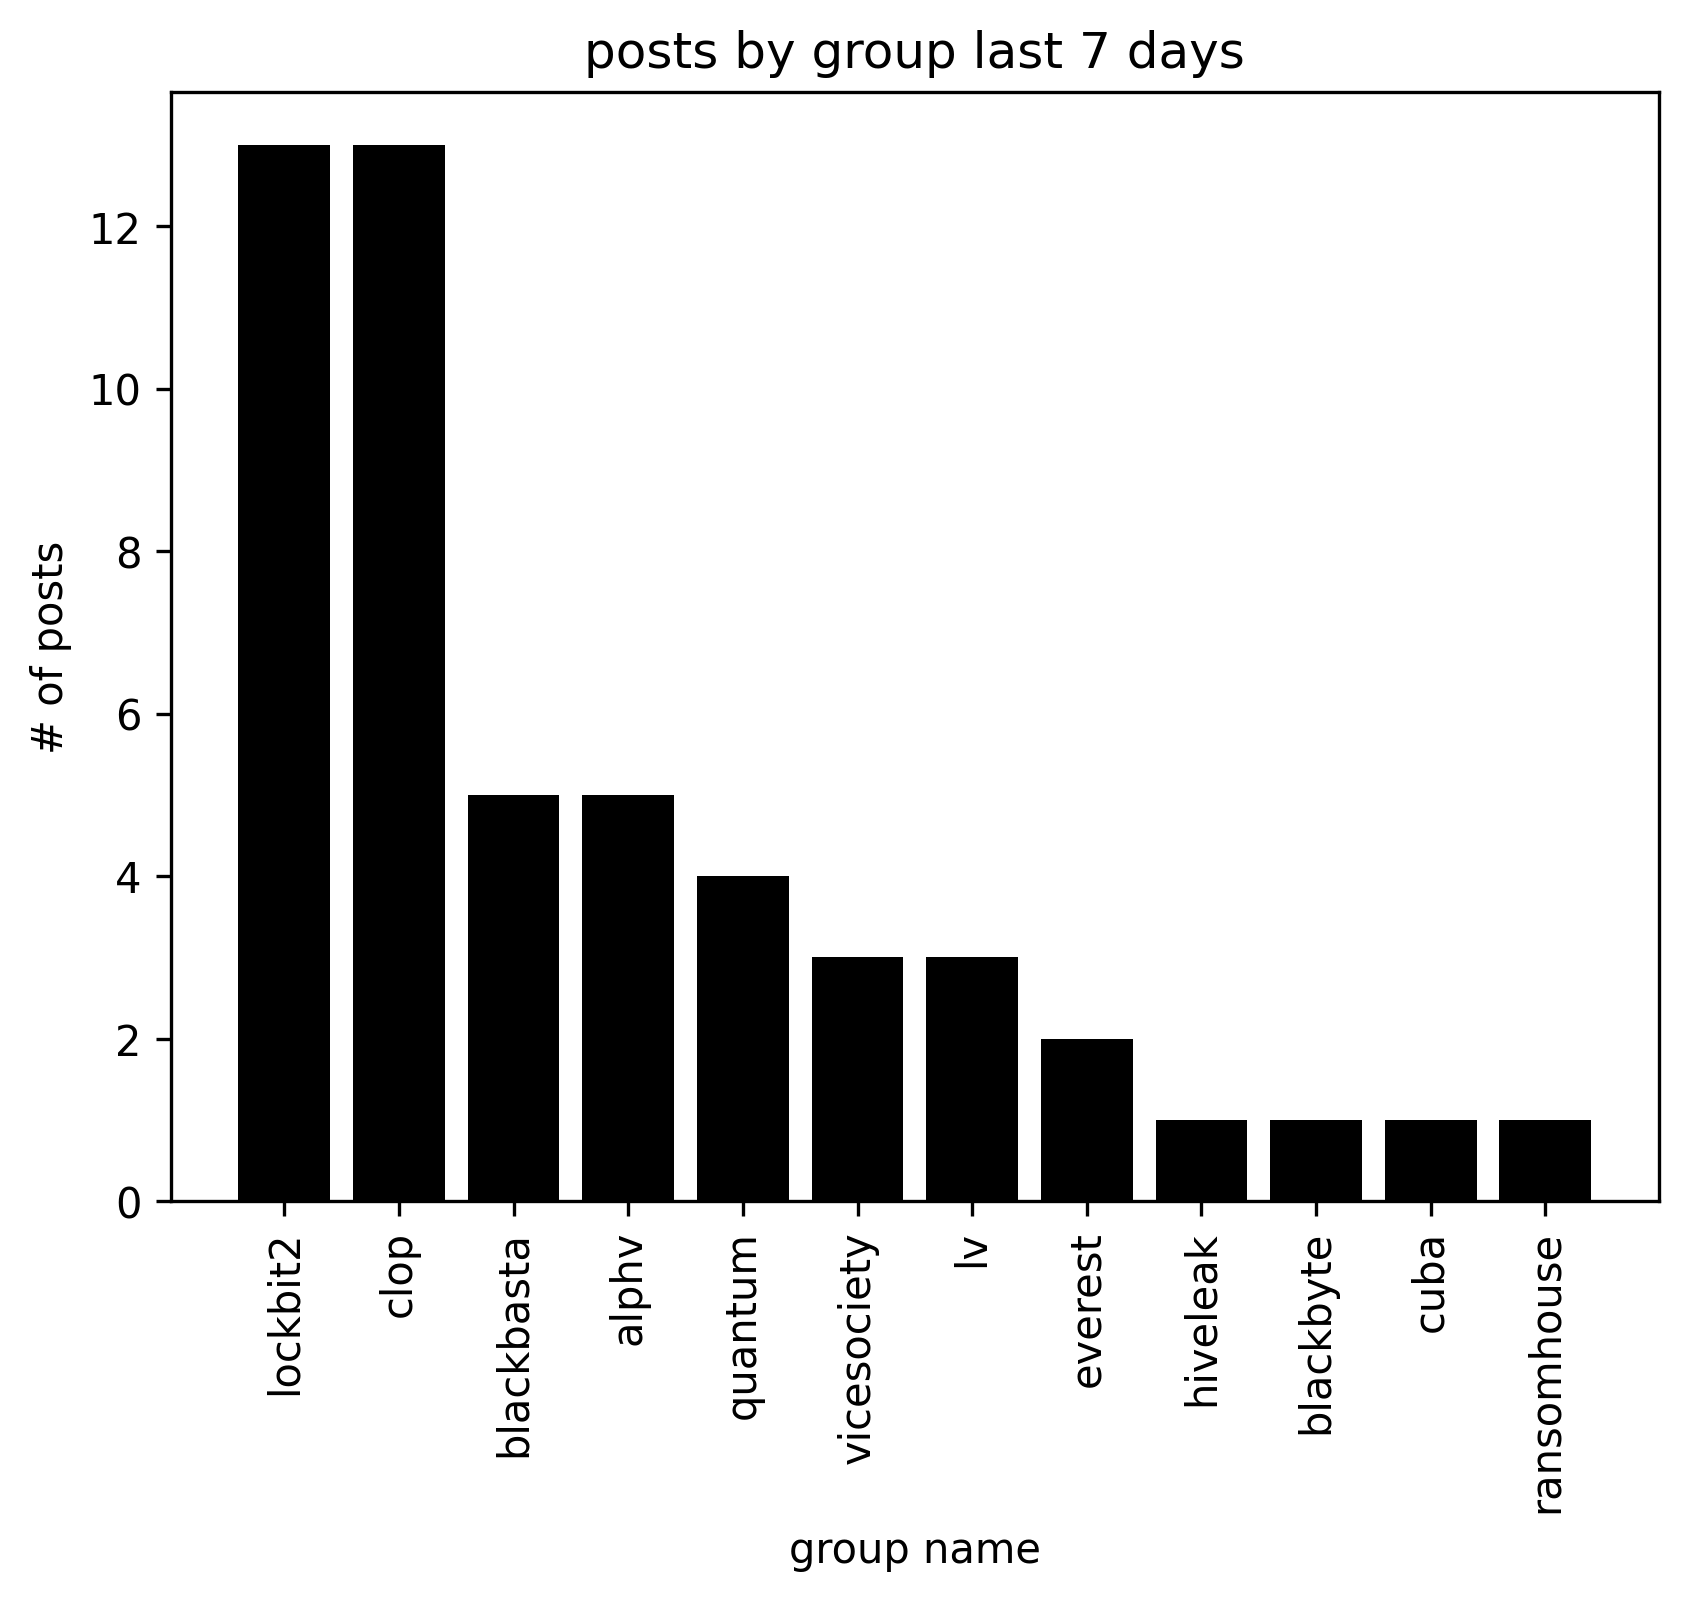 posts by group last 7 days
# of posts
12
10
8
6
4
2
0
lockbit2
clop
blackbasta
alphv
quantum
vicesociety
lv
everest
hiveleak
blackbyte
cuba
ransomhouse
group name